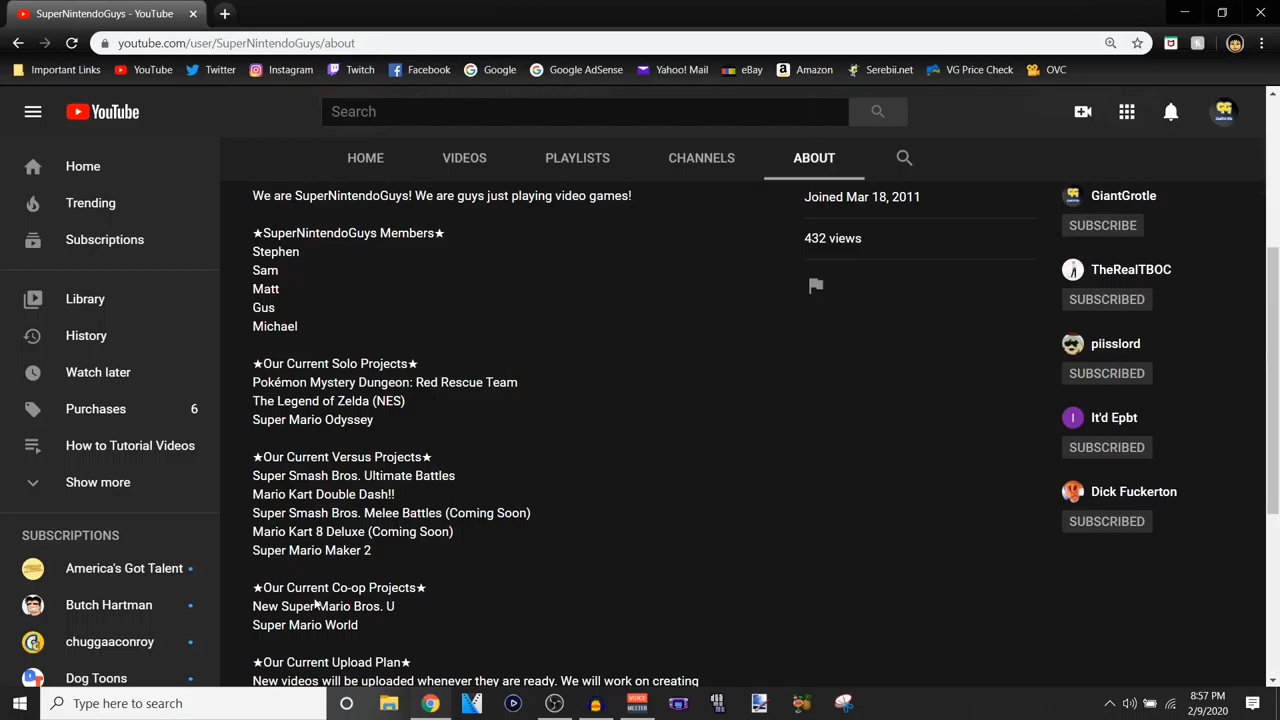 SuperNintendoGuys - YouTube
youtube.com/user/SuperNintendoGuys/about
Important Links YouTube Twitter Instagram Twitch Facebook Google Google AdSense Yahoo! Mail eBay Amazon Serebii.net VG Price Check OVC
YouTube
Search
HOME VIDEOS PLAYLISTS CHANNELS ABOUT
Home
Trending
Subscriptions
Library
History
Watch later
Purchases 6
How to Tutorial Videos
Show more
SUBSCRIPTIONS
America's Got Talent
Butch Hartman
chuggaaconroy
Dog Toons
We are SuperNintendoGuys! We are guys just playing video games!
★SuperNintendoGuys Members★
Stephen
Sam
Matt
Gus
Michael
★Our Current Solo Projects★
Pokémon Mystery Dungeon: Red Rescue Team
The Legend of Zelda (NES)
Super Mario Odyssey
★Our Current Versus Projects★
Super Smash Bros. Ultimate Battles
Mario Kart Double Dash!!
Super Smash Bros. Melee Battles (Coming Soon)
Mario Kart 8 Deluxe (Coming Soon)
Super Mario Maker 2
★Our Current Co-op Projects★
New Super Mario Bros. U
Super Mario World
★Our Current Upload Plan★
New videos will be uploaded whenever they are ready. We will work on creating
Joined Mar 18, 2011
432 views
GiantGrotle
SUBSCRIBE
TheRealTBOC
SUBSCRIBED
piisslord
SUBSCRIBED
It'd Epbt
SUBSCRIBED
Dick Fuckerton
SUBSCRIBED
Type here to search
8:57 PM
2/9/2020